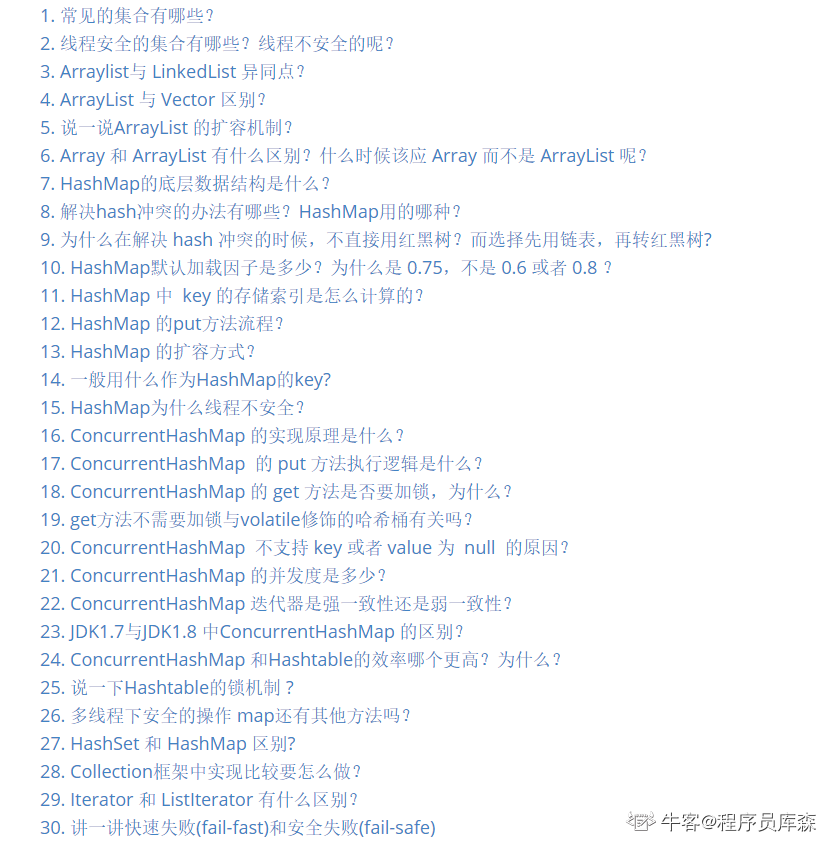 1. 常见的集合有哪些？
2. 线程安全的集合有哪些？线程不安全的呢？
3. Arraylist与 LinkedList 异同点？
4. ArrayList 与 Vector 区别？
5. 说一说ArrayList 的扩容机制？
6. Array 和 ArrayList 有什么区别？什么时候该应 Array 而不是 ArrayList 呢？
7. HashMap的底层数据结构是什么？
8. 解决hash冲突的办法有哪些？HashMap用的哪种？
9. 为什么在解决 hash 冲突的时候，不直接用红黑树？而选择先用链表，再转红黑树?
10. HashMap默认加载因子是多少？为什么是 0.75，不是 0.6 或者 0.8 ？
11. HashMap 中 key 的存储索引是怎么计算的？
12. HashMap 的put方法流程？
13. HashMap 的扩容方式？
14. 一般用什么作为HashMap的key?
15. HashMap为什么线程不安全？
16. ConcurrentHashMap 的实现原理是什么？
17. ConcurrentHashMap 的 put 方法执行逻辑是什么？
18. ConcurrentHashMap 的 get 方法是否要加锁，为什么？
19. get方法不需要加锁与volatile修饰的哈希桶有关吗？
20. ConcurrentHashMap 不支持 key 或者 value 为 null 的原因？
21. ConcurrentHashMap 的并发度是多少？
22. ConcurrentHashMap 迭代器是强一致性还是弱一致性？
23. JDK1.7与JDK1.8 中ConcurrentHashMap 的区别？
24. ConcurrentHashMap 和Hashtable的效率哪个更高？为什么？
25. 说一下Hashtable的锁机制 ?
26. 多线程下安全的操作 map还有其他方法吗？
27. HashSet 和 HashMap 区别?
28. Collection框架中实现比较要怎么做？
29. Iterator 和 ListIterator 有什么区别？
30. 讲一讲快速失败(fail-fast)和安全失败(fail-safe)
牛客@程序员库森